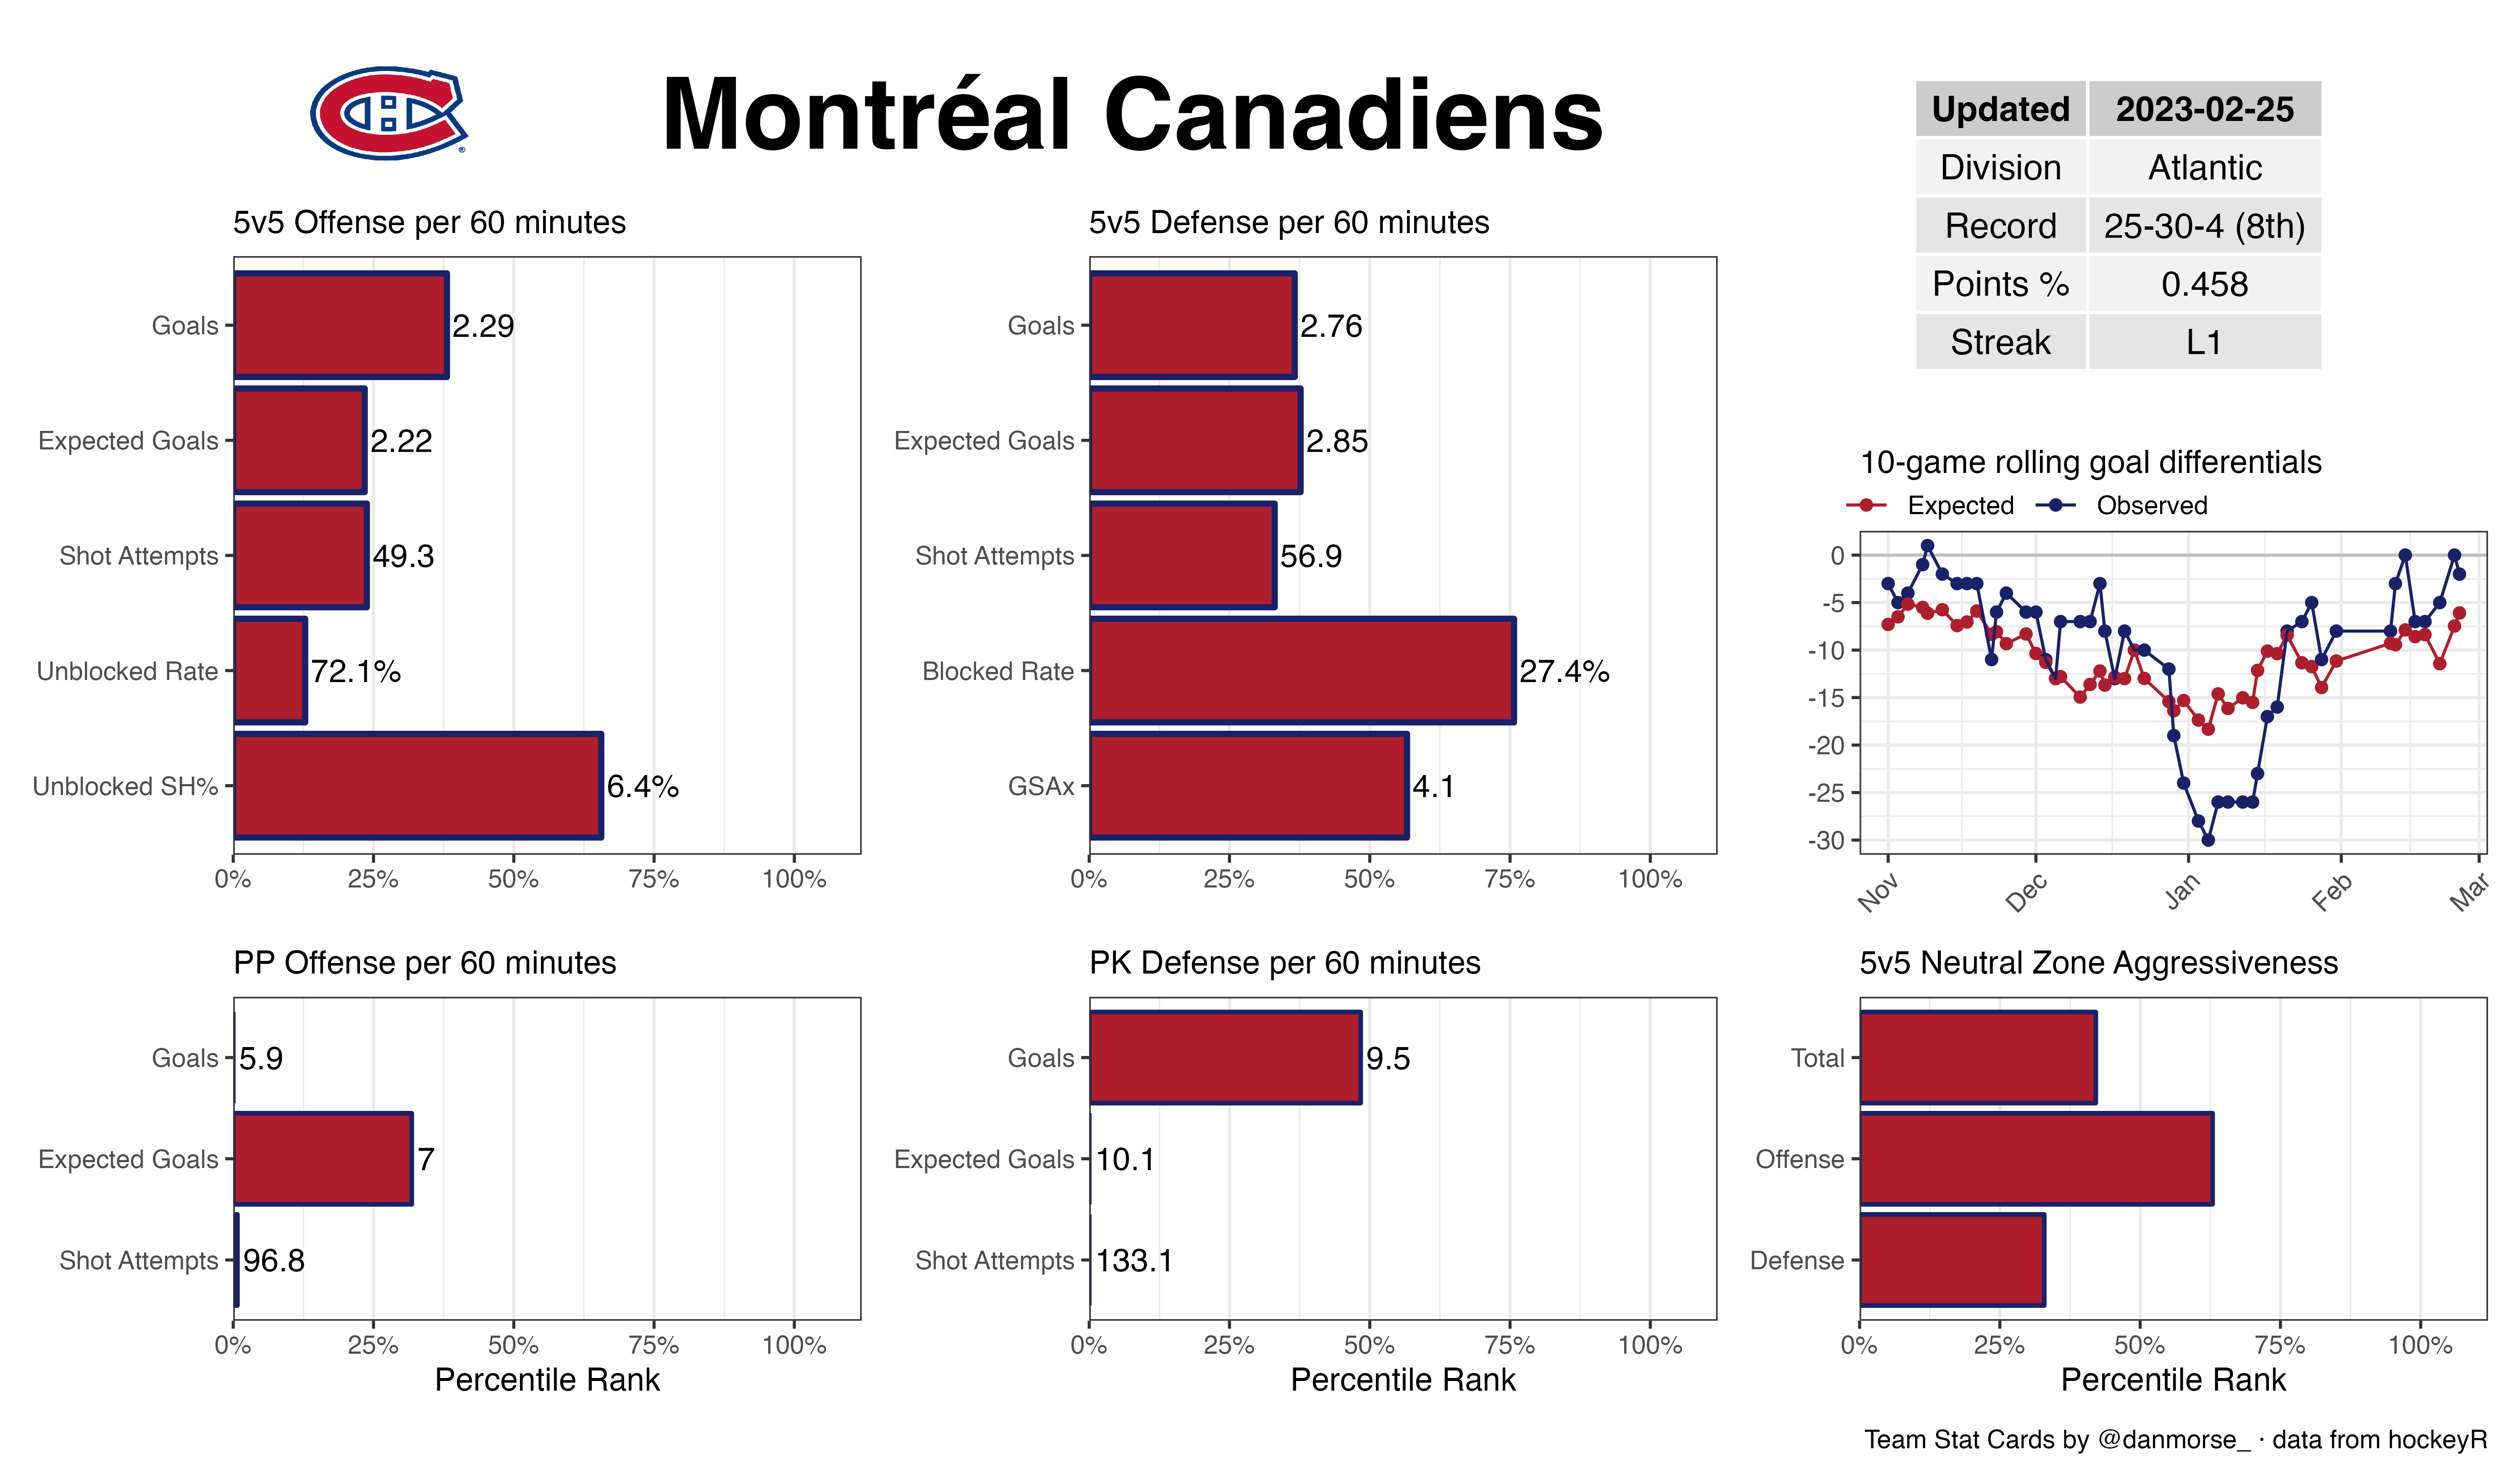 Montréal Canadiens
Updated 2023-02-25
Division Atlantic
Record 25-30-4 (8th)
Points % 0.458
Streak L1
5v5 Offense per 60 minutes
Goals 2.29
Expected Goals 2.22
Shot Attempts 49.3
Unblocked Rate 72.1%
Unblocked SH% 6.4%
0% 25% 50% 75% 100%
5v5 Defense per 60 minutes
Goals 2.76
Expected Goals 2.85
Shot Attempts 56.9
Blocked Rate 27.4%
GSAx 4.1
0% 25% 50% 75% 100%
10-game rolling goal differentials
Expected Observed
0
-5
-10
-15
-20
-25
-30
Nov Dec Jan Feb Mar
PP Offense per 60 minutes
Goals 5.9
Expected Goals 7
Shot Attempts 96.8
0% 25% 50% 75% 100%
Percentile Rank
PK Defense per 60 minutes
Goals 9.5
Expected Goals 10.1
Shot Attempts 133.1
0% 25% 50% 75% 100%
Percentile Rank
5v5 Neutral Zone Aggressiveness
Total
Offense
Defense
0% 25% 50% 75% 100%
Percentile Rank
Team Stat Cards by @danmorse_ · data from hockeyR